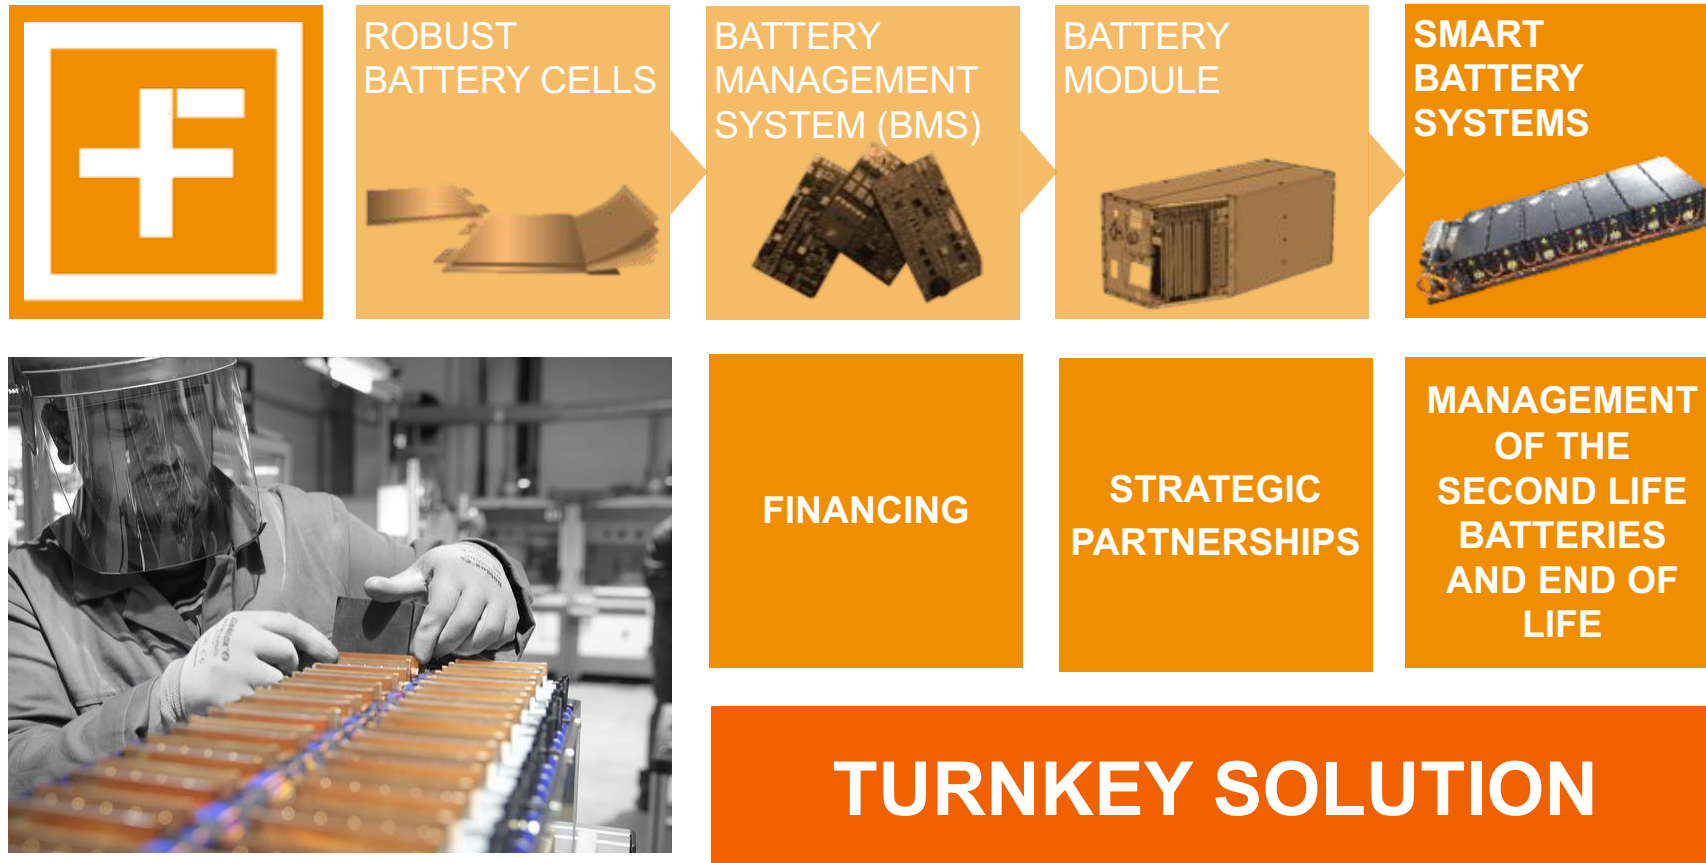 ROBUST
BATTERY CELLS
BATTERY
MANAGEMENT
SYSTEM (BMS)
BATTERY
MODULE
SMART
BATTERY
SYSTEMS
FINANCING
STRATEGIC
PARTNERSHIPS
MANAGEMENT
OF THE
SECOND LIFE
BATTERIES
AND END OF
LIFE
TURNKEY SOLUTION